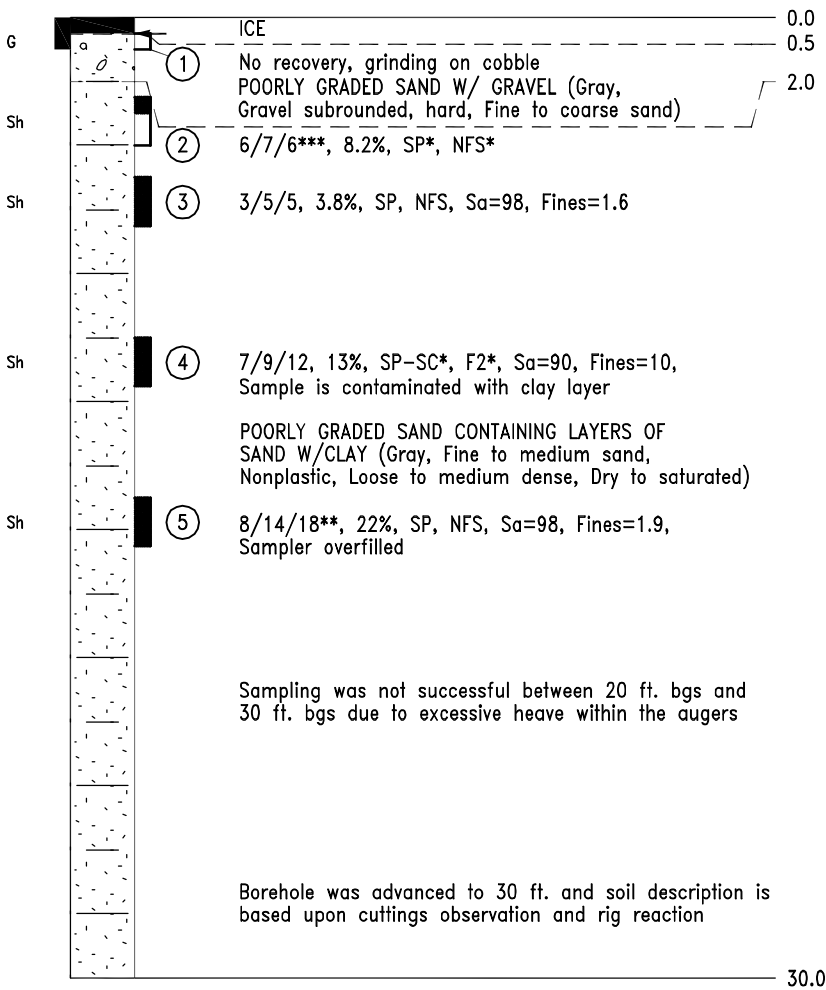 ICE 0.0
G 0.5
1 No recovery, grinding on cobble
POORLY GRADED SAND W/ GRAVEL (Gray, 2.0
Gravel subrounded, hard, Fine to coarse sand)
Sh
2 6/7/6***, 8.2%, SP*, NFS*
Sh 3 3/5/5, 3.8%, SP, NFS, Sa=98, Fines=1.6
Sh 4 7/9/12, 13%, SP-SC*, F2*, Sa=90, Fines=10,
Sample is contaminated with clay layer
POORLY GRADED SAND CONTAINING LAYERS OF
SAND W/CLAY (Gray, Fine to medium sand,
Nonplastic, Loose to medium dense, Dry to saturated)
Sh 5 8/14/18**, 22%, SP, NFS, Sa=98, Fines=1.9,
Sampler overfilled
Sampling was not successful between 20 ft. bgs and
30 ft. bgs due to excessive heave within the augers
Borehole was advanced to 30 ft. and soil description is
based upon cuttings observation and rig reaction
30.0